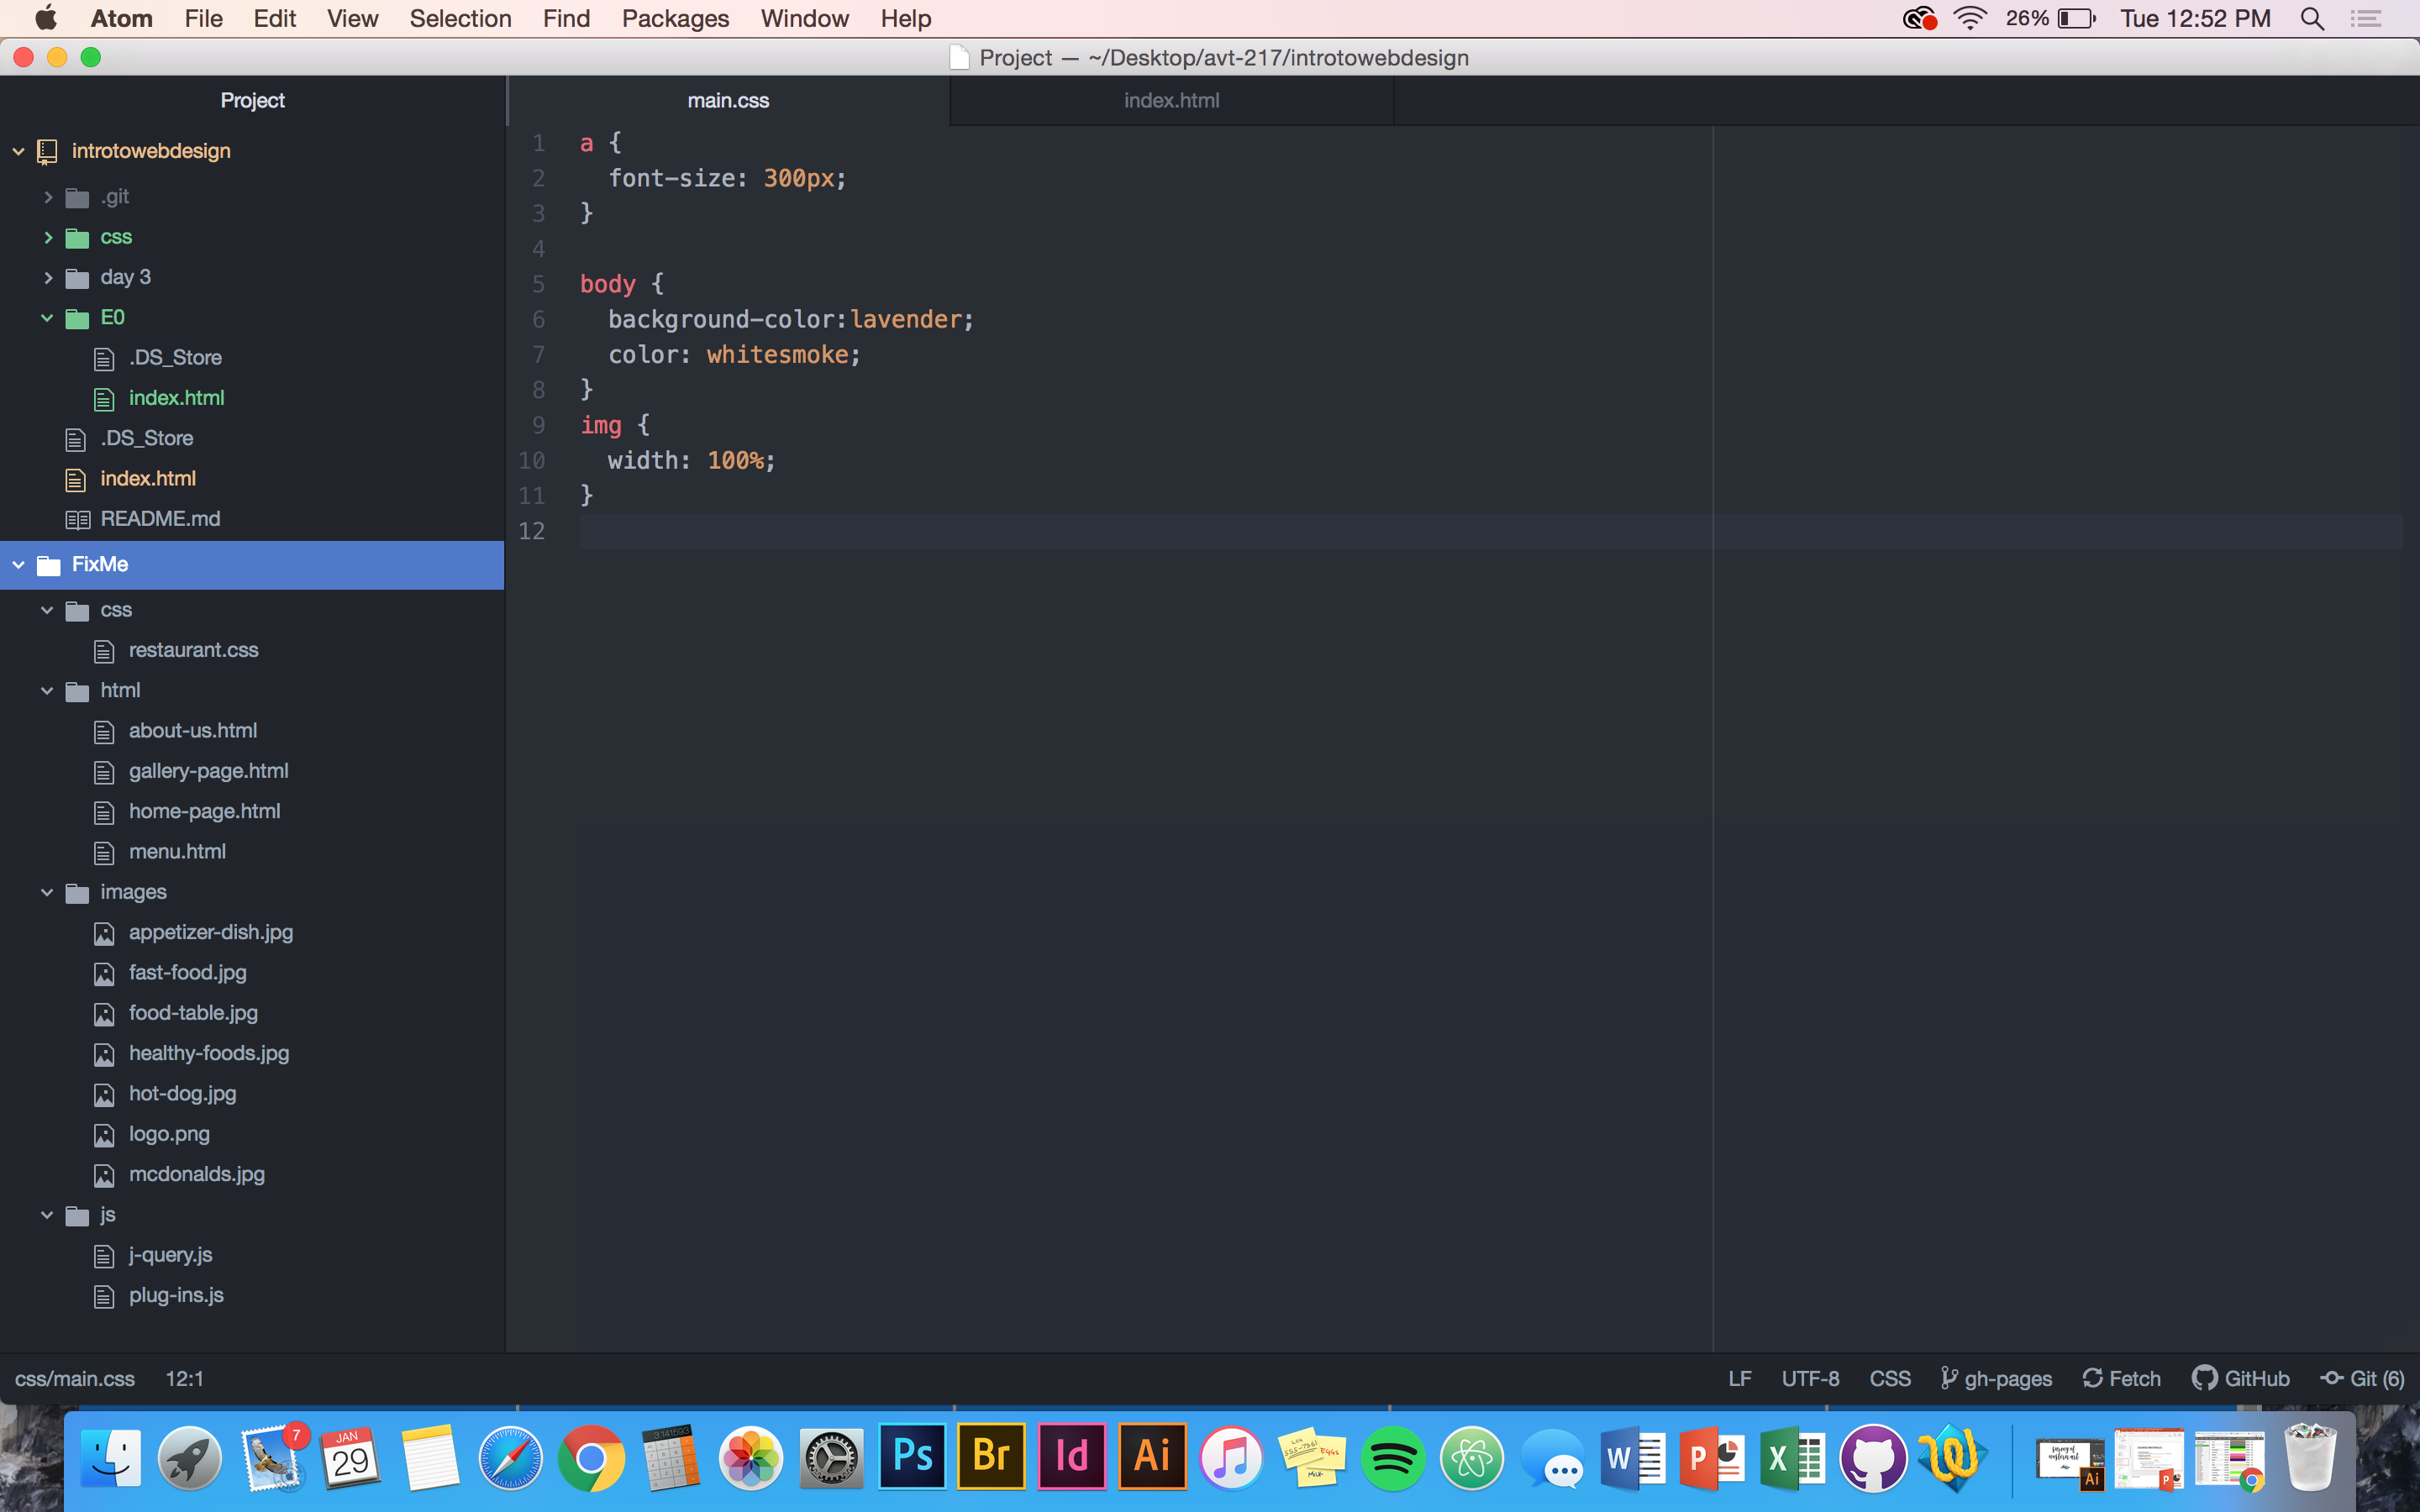 Atom File Edit View Selection Find Packages Window Help 26% Tue 12:52 PM
Project — ~/Desktop/avt-217/introtowebdesign
Project
main.css index.html
introtowebdesign
.git
css
day 3
E0
.DS_Store
index.html
.DS_Store
index.html
README.md
FixMe
css
restaurant.css
html
about-us.html
gallery-page.html
home-page.html
menu.html
images
appetizer-dish.jpg
fast-food.jpg
food-table.jpg
healthy-foods.jpg
hot-dog.jpg
logo.png
mcdonalds.jpg
js
j-query.js
plug-ins.js
1 a {
2 font-size: 300px;
3 }
4
5 body {
6 background-color:lavender;
7 color: whitesmoke;
8 }
9 img {
10 width: 100%;
11 }
12
css/main.css 12:1 LF UTF-8 CSS gh-pages Fetch GitHub Git (6)
7 JAN 29 3.141593 Ps Br Id Ai EGGS MILK W P X Ai P